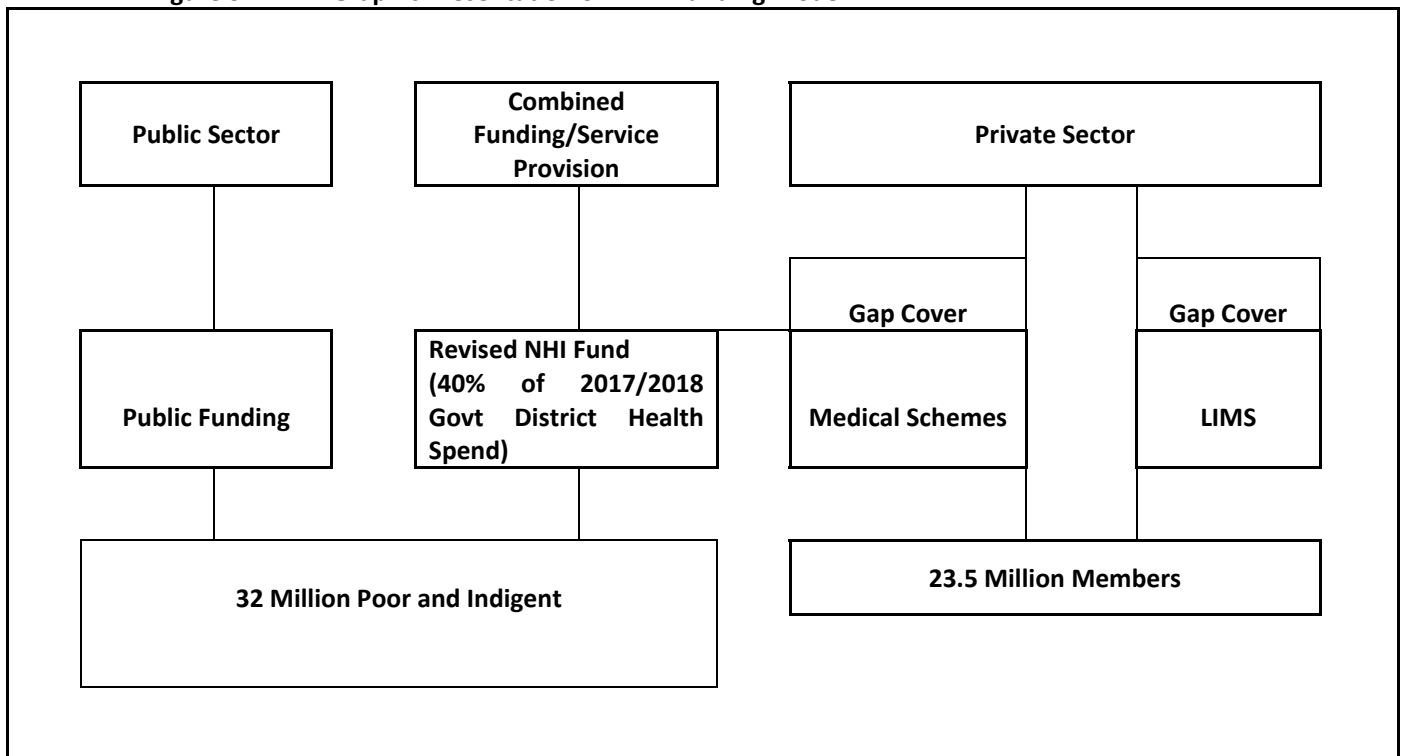 Public Sector
Combined
Funding/Service
Provision
Private Sector
Gap Cover
Gap Cover
Public Funding
Revised NHI Fund
(40% of 2017/2018
Govt District Health
Spend)
Medical Schemes
LIMS
32 Million Poor and Indigent
23.5 Million Members